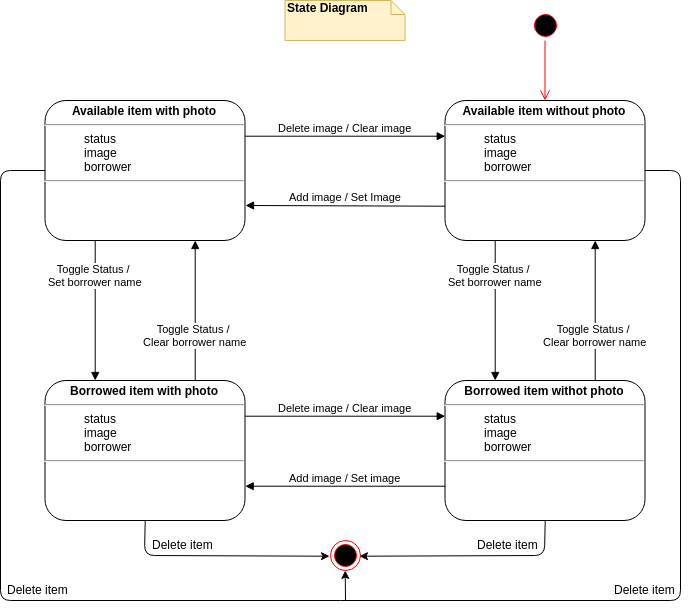 State Diagram
Available item with photo
status
image
borrower
Delete image / Clear image
Add image / Set Image
Available item without photo
status
image
borrower
Toggle Status /
Set borrower name
Toggle Status /
Clear borrower name
Toggle Status /
Set borrower name
Toggle Status /
Clear borrower name
Borrowed item with photo
status
image
borrower
Delete image / Clear image
Add image / Set image
Borrowed item withot photo
status
image
borrower
Delete item
Delete item
Delete item
Delete item